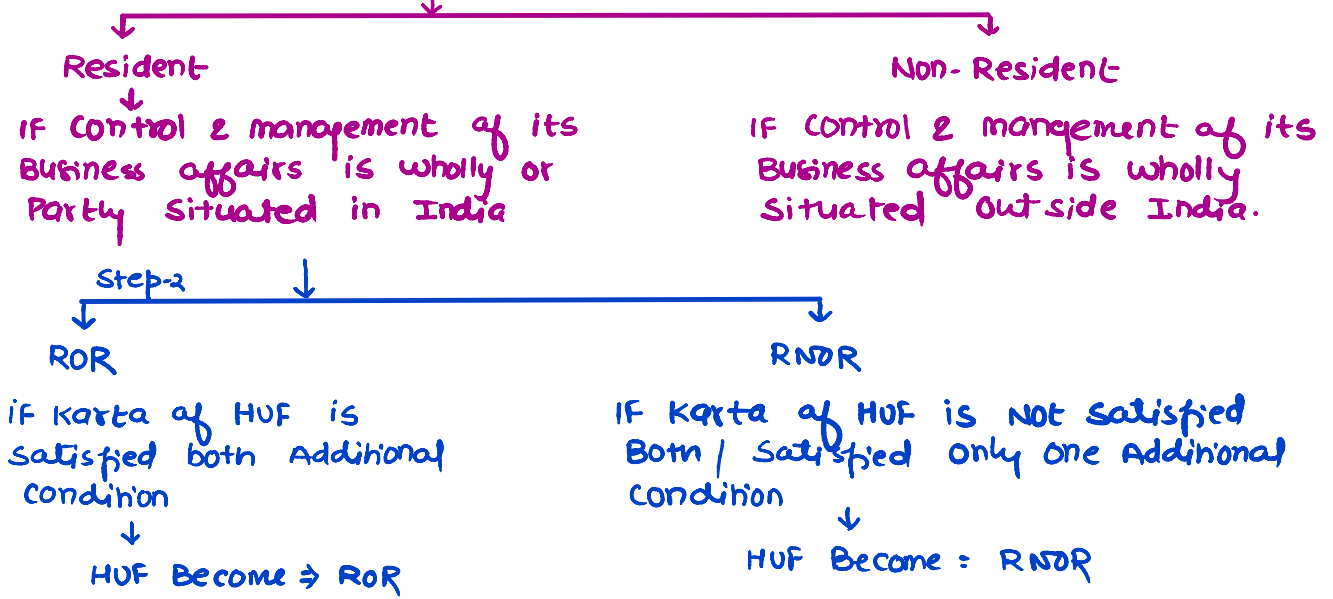 Resident
IF Control & management of its
Business affairs is wholly or
Partly Situated in India
Non-Resident
IF Control & mangement of its
Business affairs is wholly
Situated outside India.
Step-2
ROR
iF Karta of HUF is
Satisfied both Additional
Condition
HUF Become ⇒ ROR
RNOR
IF Karta of HUF is NOT Satisfied
Both / Satisfied only one Additional
Condition
HUF Become = RNOR